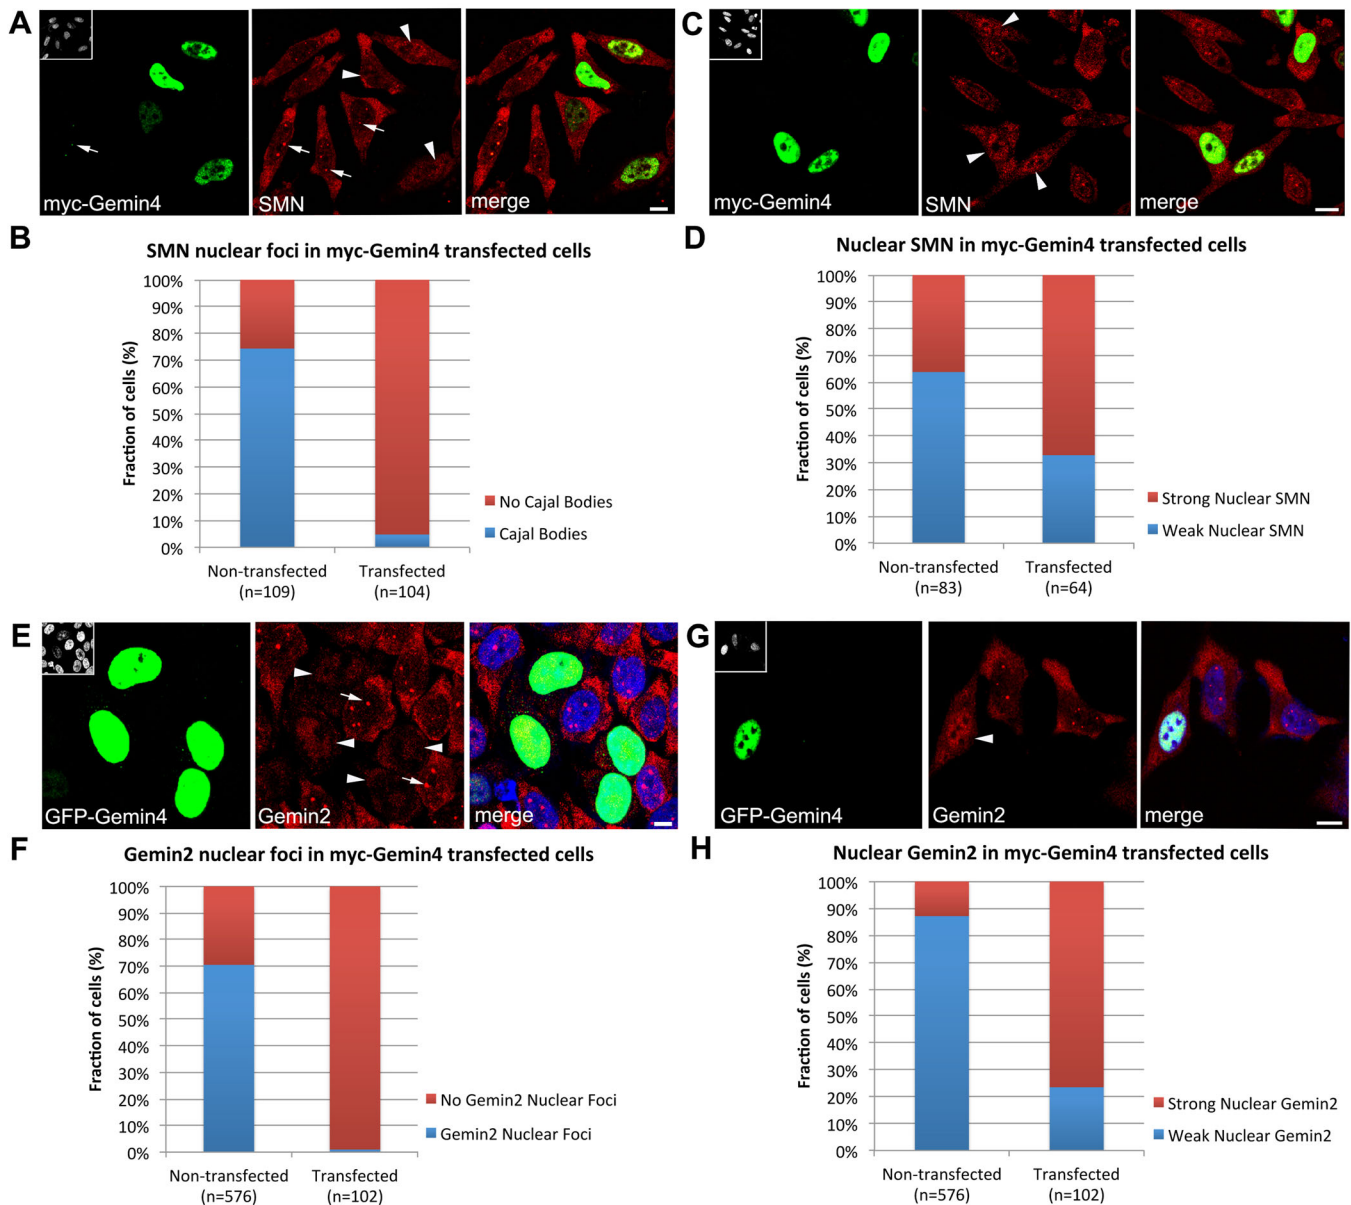 A
myc-Gemin4
SMN
merge
B
SMN nuclear foci in myc-Gemin4 transfected cells
Fraction of cells (%)
100%
90%
80%
70%
60%
50%
40%
30%
20%
10%
0%
Non-transfected
(n=109)
Transfected
(n=104)
No Cajal Bodies
Cajal Bodies
C
myc-Gemin4
SMN
merge
D
Nuclear SMN in myc-Gemin4 transfected cells
Fraction of cells (%)
100%
90%
80%
70%
60%
50%
40%
30%
20%
10%
0%
Non-transfected
(n=83)
Transfected
(n=64)
Strong Nuclear SMN
Weak Nuclear SMN
E
GFP-Gemin4
Gemin2
merge
F
Gemin2 nuclear foci in myc-Gemin4 transfected cells
Fraction of cells (%)
100%
90%
80%
70%
60%
50%
40%
30%
20%
10%
0%
Non-transfected
(n=576)
Transfected
(n=102)
No Gemin2 Nuclear Foci
Gemin2 Nuclear Foci
G
GFP-Gemin4
Gemin2
merge
H
Nuclear Gemin2 in myc-Gemin4 transfected cells
Fraction of cells (%)
100%
90%
80%
70%
60%
50%
40%
30%
20%
10%
0%
Non-transfected
(n=576)
Transfected
(n=102)
Strong Nuclear Gemin2
Weak Nuclear Gemin2